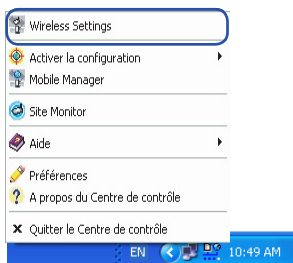 Wireless Settings
Activer la configuration
Mobile Manager
Site Monitor
Aide
Préférences
A propos du Centre de contrôle
Quitter le Centre de contrôle
EN 10:49 AM